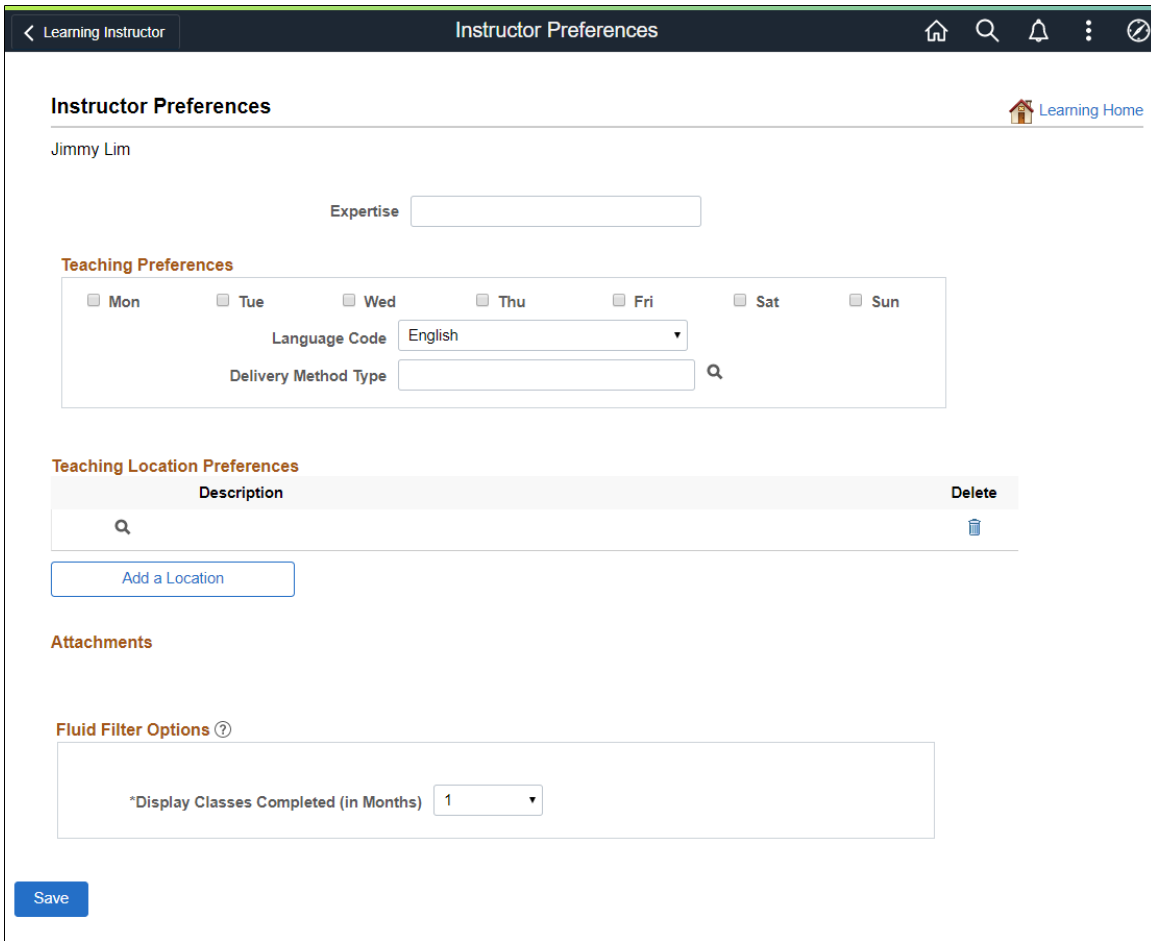 Learning Instructor
Instructor Preferences
Instructor Preferences
Learning Home
Jimmy Lim
Expertise
Teaching Preferences
Mon Tue Wed Thu Fri Sat Sun
Language Code English
Delivery Method Type
Teaching Location Preferences
Description Delete
Add a Location
Attachments
Fluid Filter Options ?
*Display Classes Completed (in Months) 1
Save